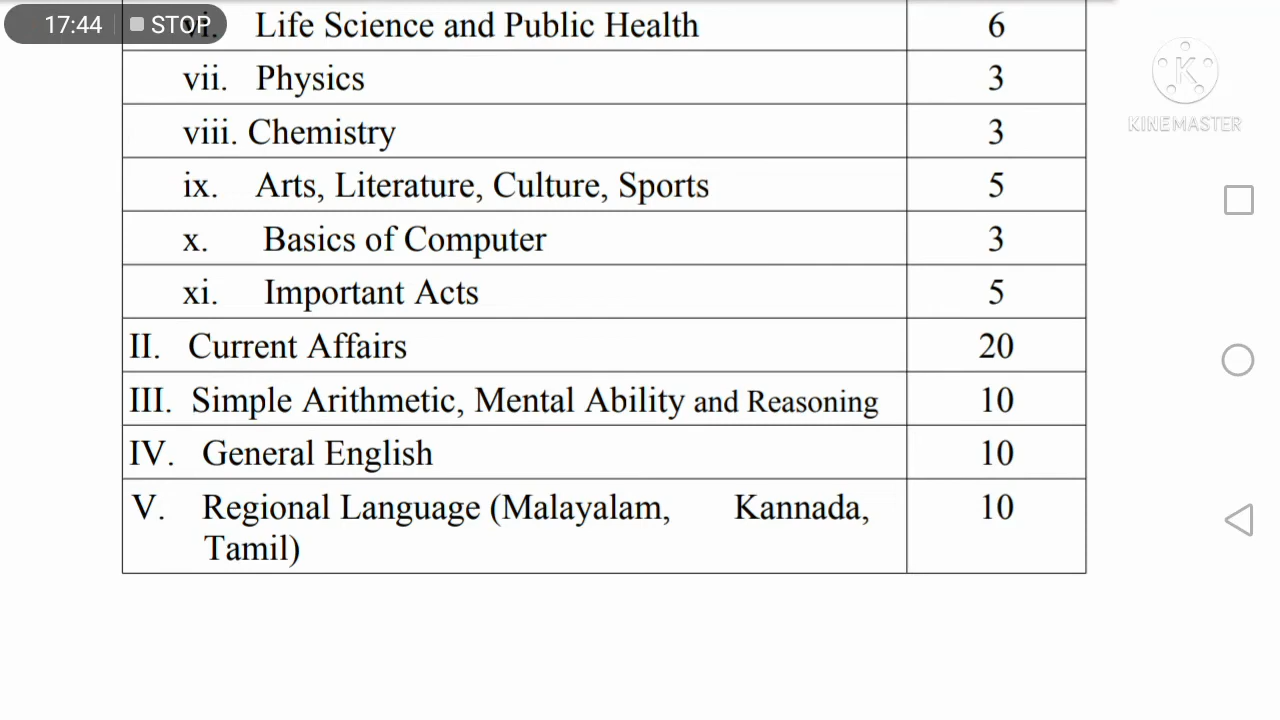 17:44 STOP
vi. Life Science and Public Health 6
KINEMASTER
vii. Physics 3
viii. Chemistry 3
ix. Arts, Literature, Culture, Sports 5
x. Basics of Computer 3
xi. Important Acts 5
II. Current Affairs 20
III. Simple Arithmetic, Mental Ability and Reasoning 10
IV. General English 10
V. Regional Language (Malayalam, Kannada, 10
Tamil)